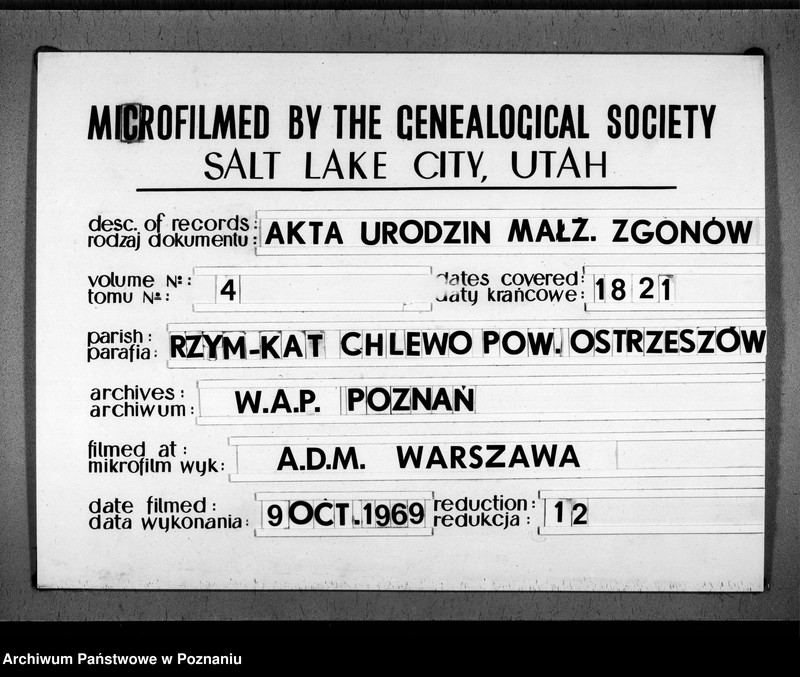 MICROFILMED BY THE GENEALOGICAL SOCIETY
SALT LAKE CITY, UTAH
desc. of records: AKTA URODZIN MAŁŻ. ZGONÓW
rodzaj dokumentu:
volume №: 4 dates covered: 1821
tomu №: daty krańcowe:
parish: RZYM-KAT CHLEWO POW. OSTRZESZÓW
parafia:
archives: W.A.P. POZNAŃ
archiwum:
filmed at: A.D.M. WARSZAWA
mikrofilm wyk:
date filmed: 9 OCT. 1969 reduction: 12
data wykonania: redukcja:
Archiwum Państwowe w Poznaniu